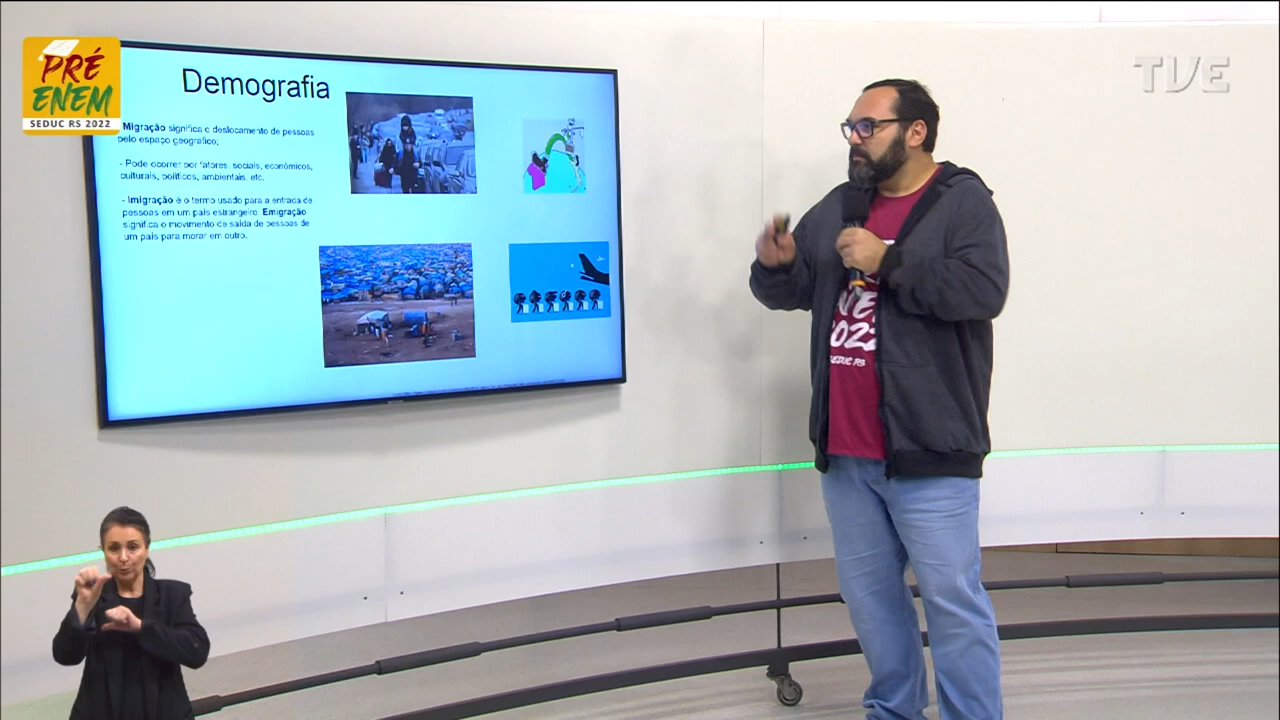 PRÉ
ENEM
SEDUC RS 2022
TVE
Demografia
Migração significa o deslocamento de pessoas
pelo espaço geográfico;
- Pode ocorrer por fatores, sociais, econômicos,
culturais, políticos, ambientais, etc.
- Imigração é o termo usado para a entrada de
pessoas em um país estrangeiro. Emigração
significa o movimento de saída de pessoas de
um país para morar em outro.
2022
SEDUC RS